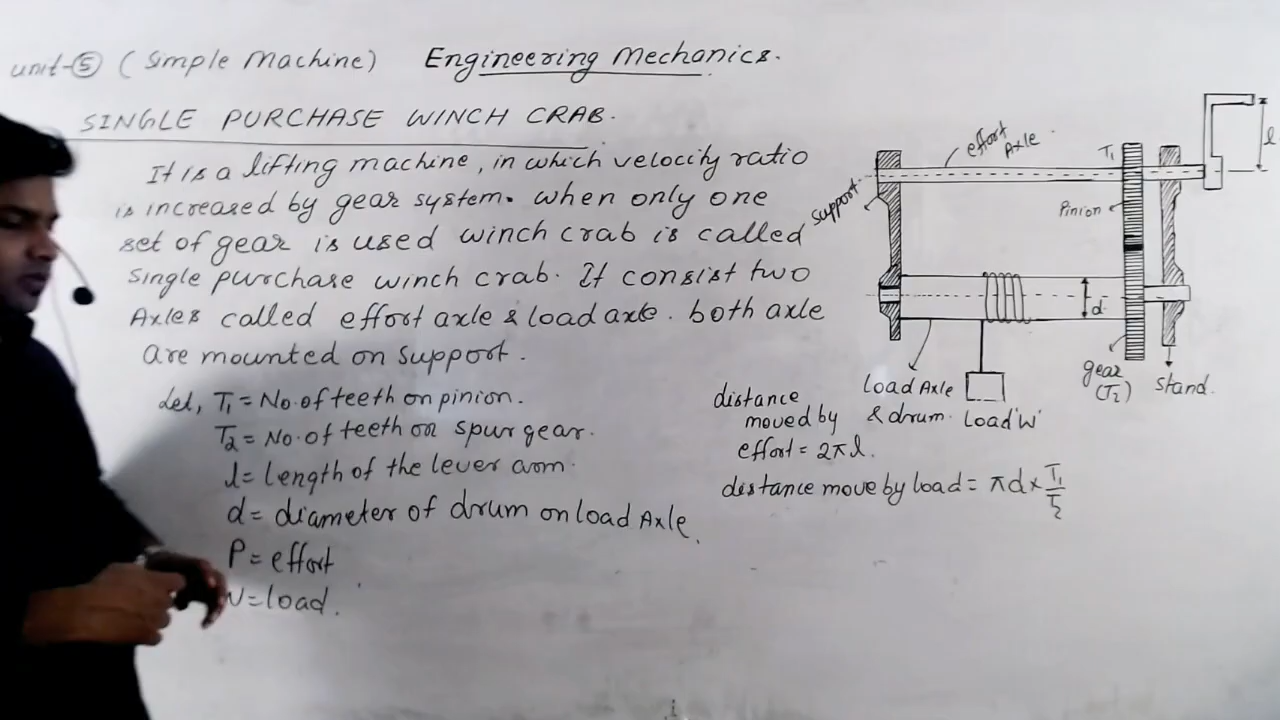 unit-⑤ (Simple Machine) Engineering Mechanics.
SINGLE PURCHASE WINCH CRAB.
It is a lifting machine, in which velocity ratio
is increased by gear system. when only one
set of gear is used winch crab is called
single purchase winch crab. It consist two
Axles called effort axle & load axle. both axle
are mounted on support.
Let, T₁ = No. of teeth on pinion.
T₂ = No. of teeth on spur gear.
l = length of the lever arm.
d = diameter of drum on load Axle.
P = effort
W = load.
effort Axle
T₁
l
support
Pinion
d
load Axle
& drum.
Load 'W'
gear
(T₂)
stand.
distance
moved by
effort = 2πl.
distance move by load = πd × T₁/T₂